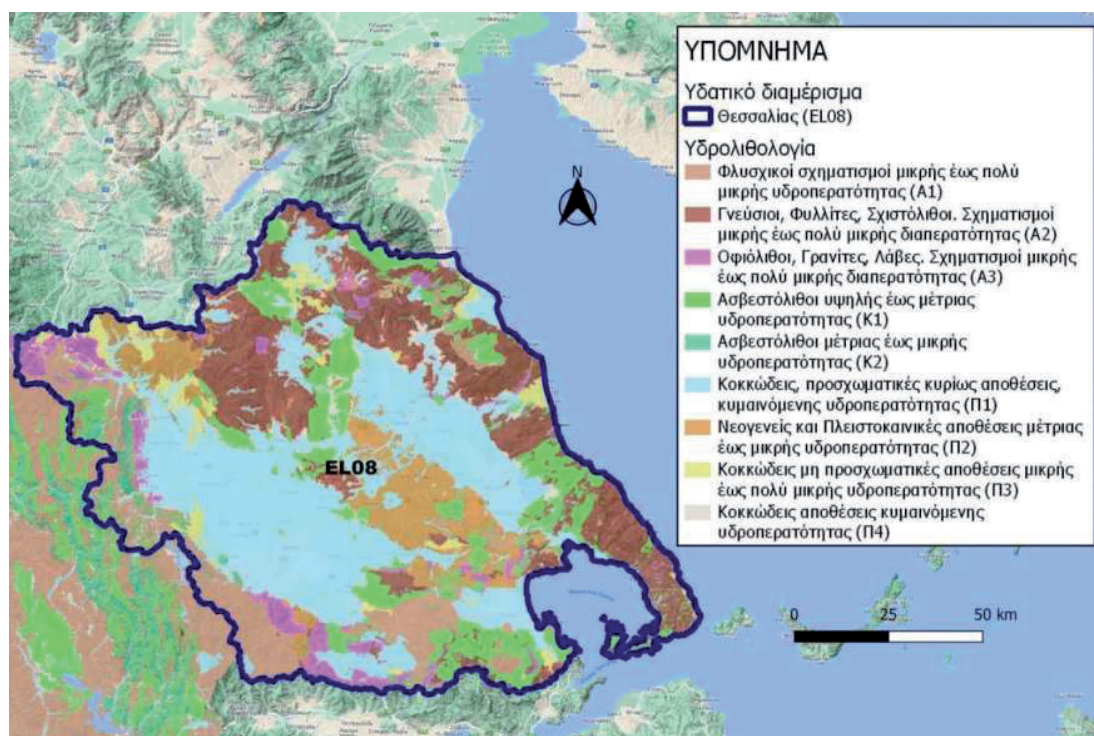 ΥΠΟΜΝΗΜΑ
Υδατικό διαμέρισμα
Θεσσαλίας (EL08)
Υδρολιθολογία
Φλυσχικοί σχηματισμοί μικρής έως πολύ
μικρής υδροπερατότητας (Α1)
Γνεύσιοι, Φυλλίτες, Σχιστόλιθοι. Σχηματισμοί
μικρής έως πολύ μικρής διαπερατότητας (Α2)
Οφιόλιθοι, Γρανίτες, Λάβες. Σχηματισμοί μικρής
έως πολύ μικρής διαπερατότητας (Α3)
Ασβεστόλιθοι υψηλής έως μέτριας
υδροπερατότητας (Κ1)
Ασβεστόλιθοι μέτριας έως μικρής
υδροπερατότητας (Κ2)
Κοκκώδεις, προσχωματικές κυρίως αποθέσεις,
κυμαινόμενης υδροπερατότητας (Π1)
Νεογενείς και Πλειστοκαινικές αποθέσεις μέτριας
έως μικρής υδροπερατότητας (Π2)
Κοκκώδεις μη προσχωματικές αποθέσεις μικρής
έως πολύ μικρής υδροπερατότητας (Π3)
Κοκκώδεις αποθέσεις κυμαινόμενης
υδροπερατότητας (Π4)
N
EL08
0 25 50 km